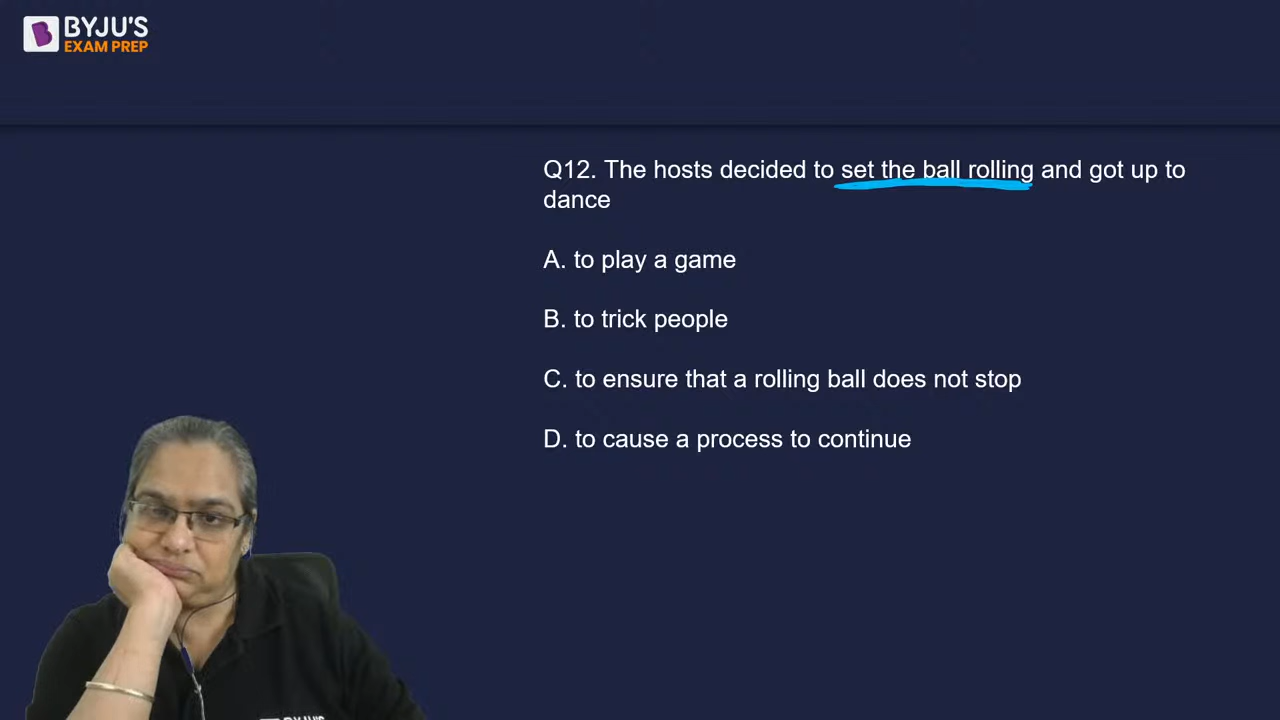 BYJU'S
EXAM PREP
Q12. The hosts decided to set the ball rolling and got up to
dance
A. to play a game
B. to trick people
C. to ensure that a rolling ball does not stop
D. to cause a process to continue
BYJU'S